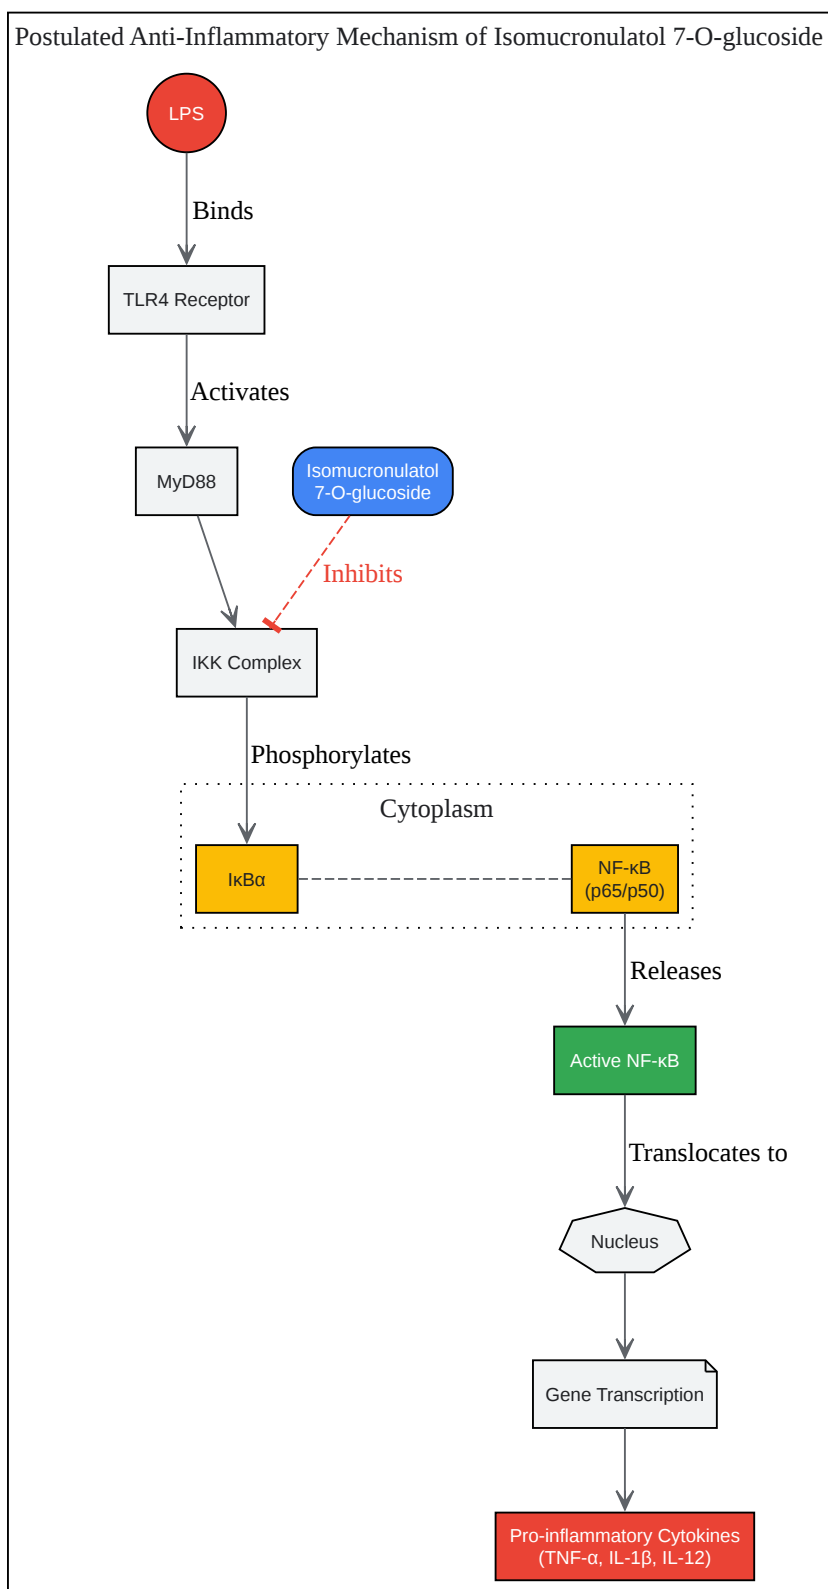 Postulated Anti-Inflammatory Mechanism of Isomucronulatol 7-O-glucoside
LPS
Binds
TLR4 Receptor
Activates
MyD88
Isomucronulatol
7-O-glucoside
Inhibits
IKK Complex
Phosphorylates
Cytoplasm
IκBα
NF-κB
(p65/p50)
Releases
Active NF-κB
Translocates to
Nucleus
Gene Transcription
Pro-inflammatory Cytokines
(TNF-α, IL-1β, IL-12)